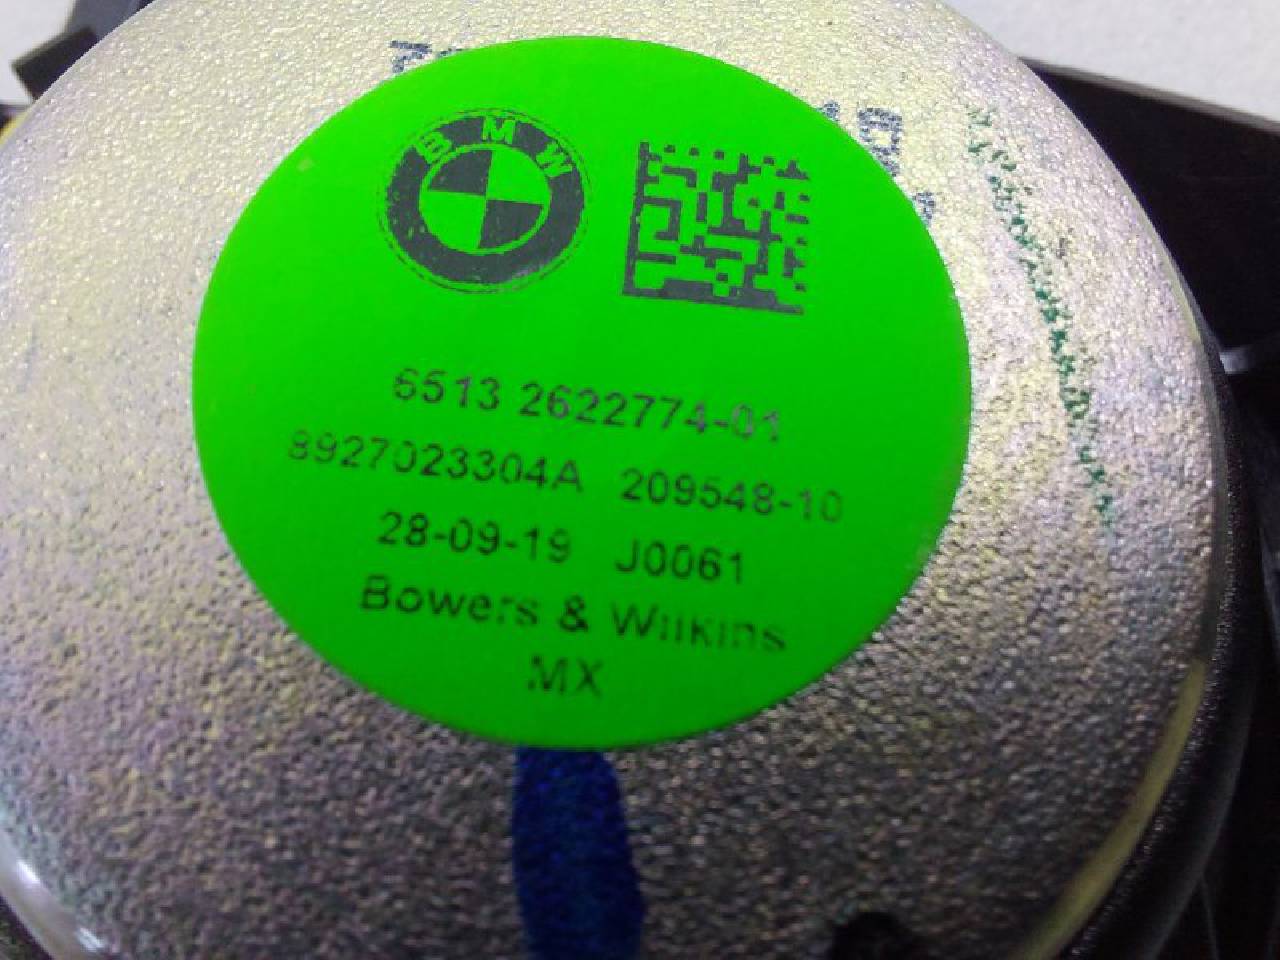 BMW
6513 2622774-01
8927023304A 209548-10
28-09-19 J0061
Bowers & Wilkins
MX